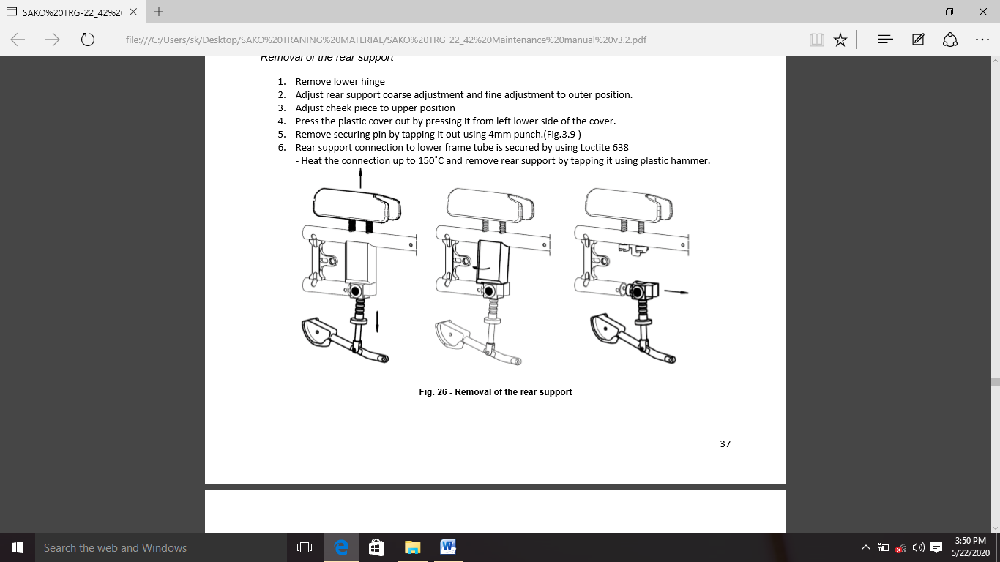 SAKO%20TRG-22_42%20
file:///C:/Users/sk/Desktop/SAKO%20TRANING%20MATERIAL/SAKO%20TRG-22_42%20Maintenance%20manual%20v3.2.pdf
Removal of the rear support
1. Remove lower hinge
2. Adjust rear support coarse adjustment and fine adjustment to outer position.
3. Adjust cheek piece to upper position
4. Press the plastic cover out by pressing it from left lower side of the cover.
5. Remove securing pin by tapping it out using 4mm punch.(Fig.3.9 )
6. Rear support connection to lower frame tube is secured by using Loctite 638
- Heat the connection up to 150˚C and remove rear support by tapping it using plastic hammer.
Fig. 26 - Removal of the rear support
37
Search the web and Windows
3:50 PM
5/22/2020